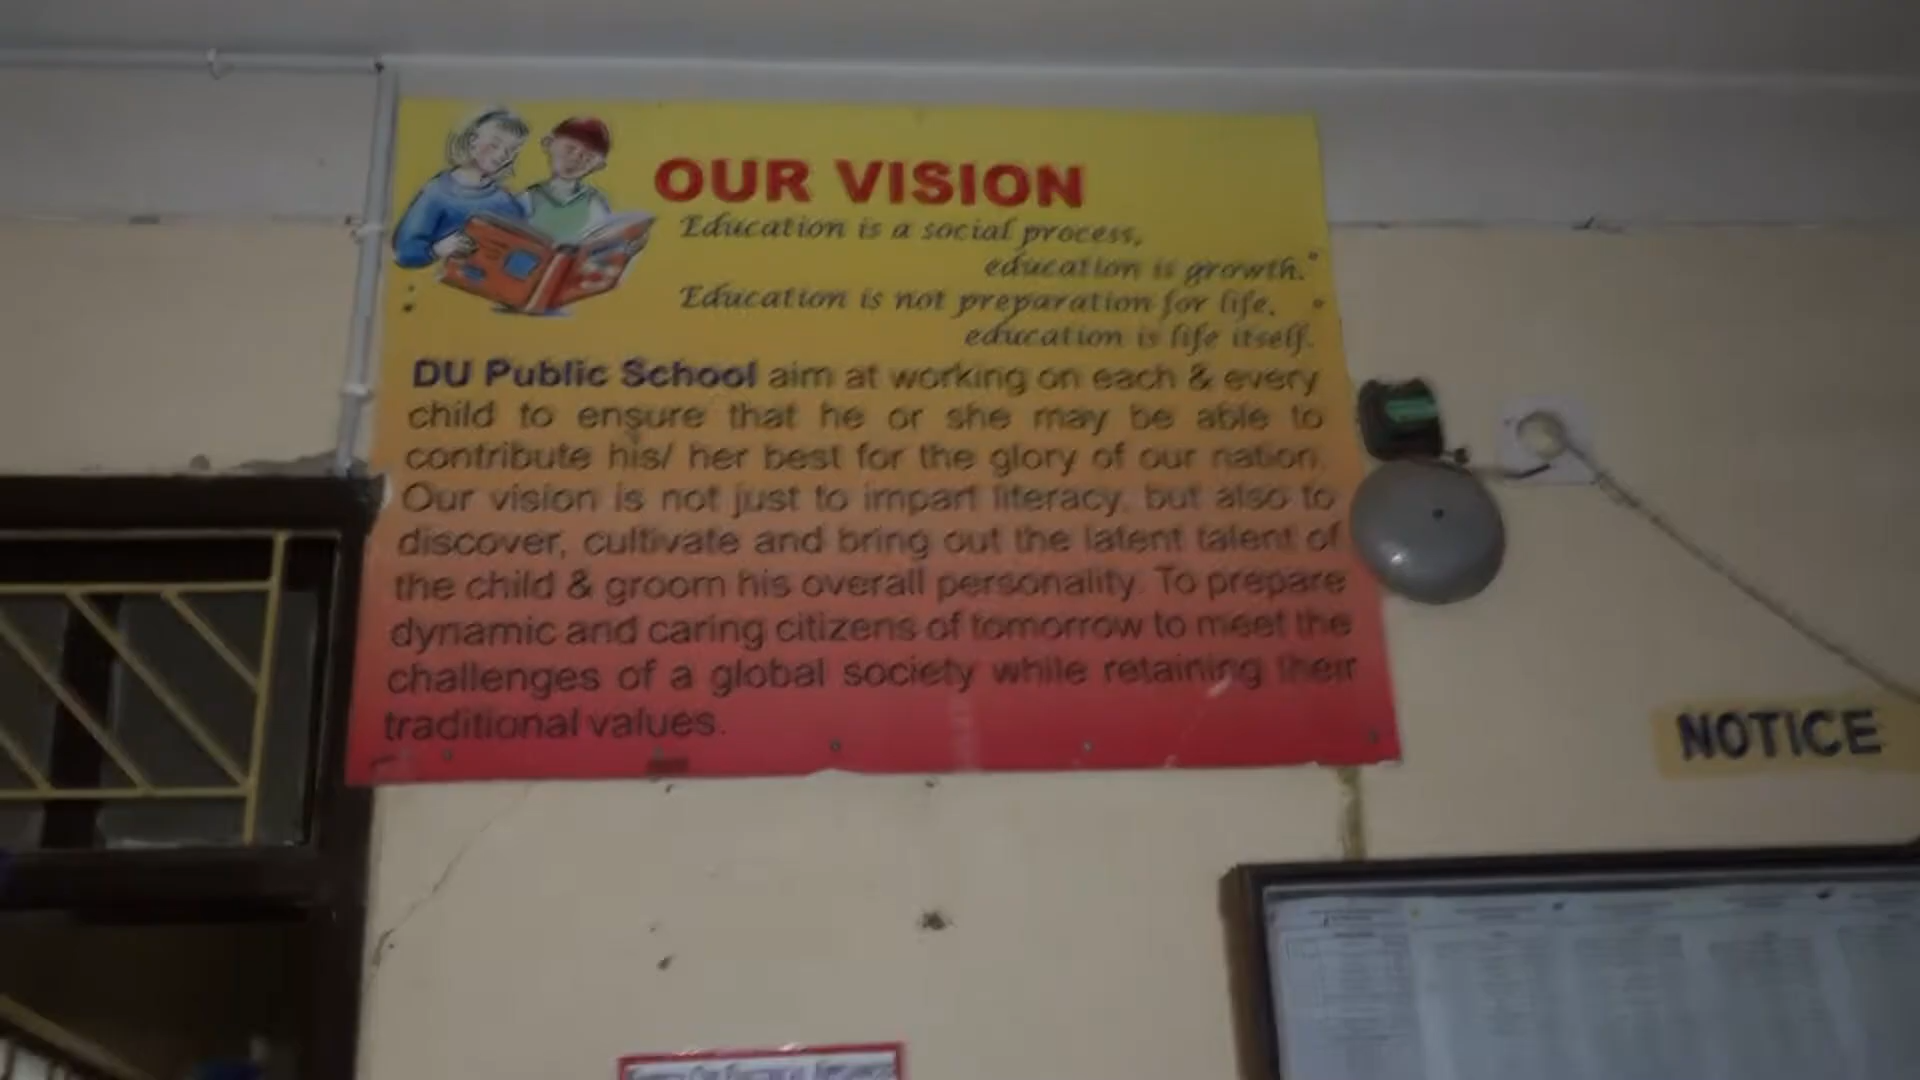 OUR VISION
Education is a social process,
education is growth."
Education is not preparation for life,
education is life itself.
DU Public School aim at working on each & every
child to ensure that he or she may be able to
contribute his/ her best for the glory of our nation.
Our vision is not just to impart literacy, but also to
discover, cultivate and bring out the latent talent of
the child & groom his overall personality. To prepare
dynamic and caring citizens of tomorrow to meet the
challenges of a global society while retaining their
traditional values.
NOTICE